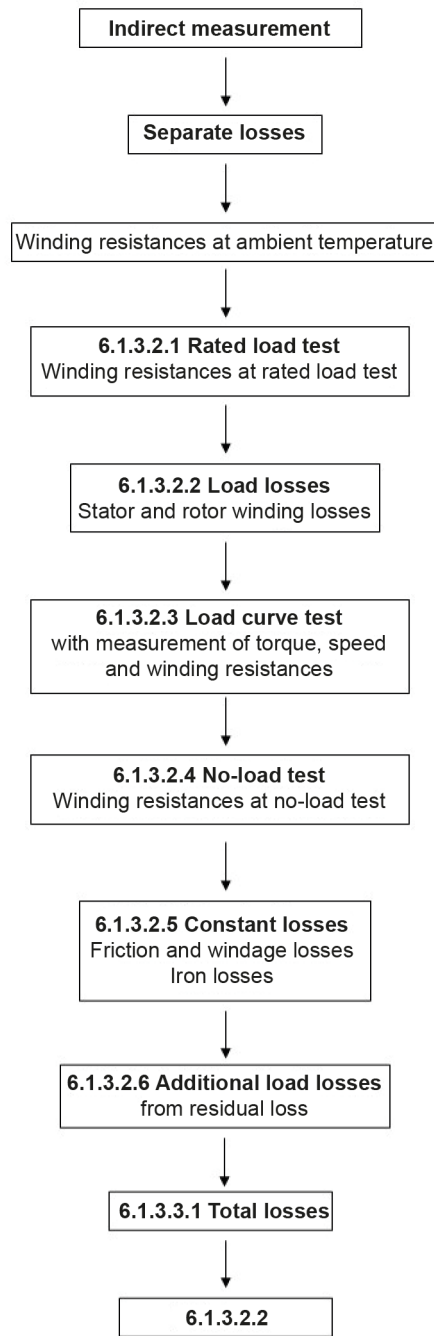 Indirect measurement
Separate losses
Winding resistances at ambient temperature
6.1.3.2.1 Rated load test
Winding resistances at rated load test
6.1.3.2.2 Load losses
Stator and rotor winding losses
6.1.3.2.3 Load curve test
with measurement of torque, speed
and winding resistances
6.1.3.2.4 No-load test
Winding resistances at no-load test
6.1.3.2.5 Constant losses
Friction and windage losses
Iron losses
6.1.3.2.6 Additional load losses
from residual loss
6.1.3.3.1 Total losses
6.1.3.2.2